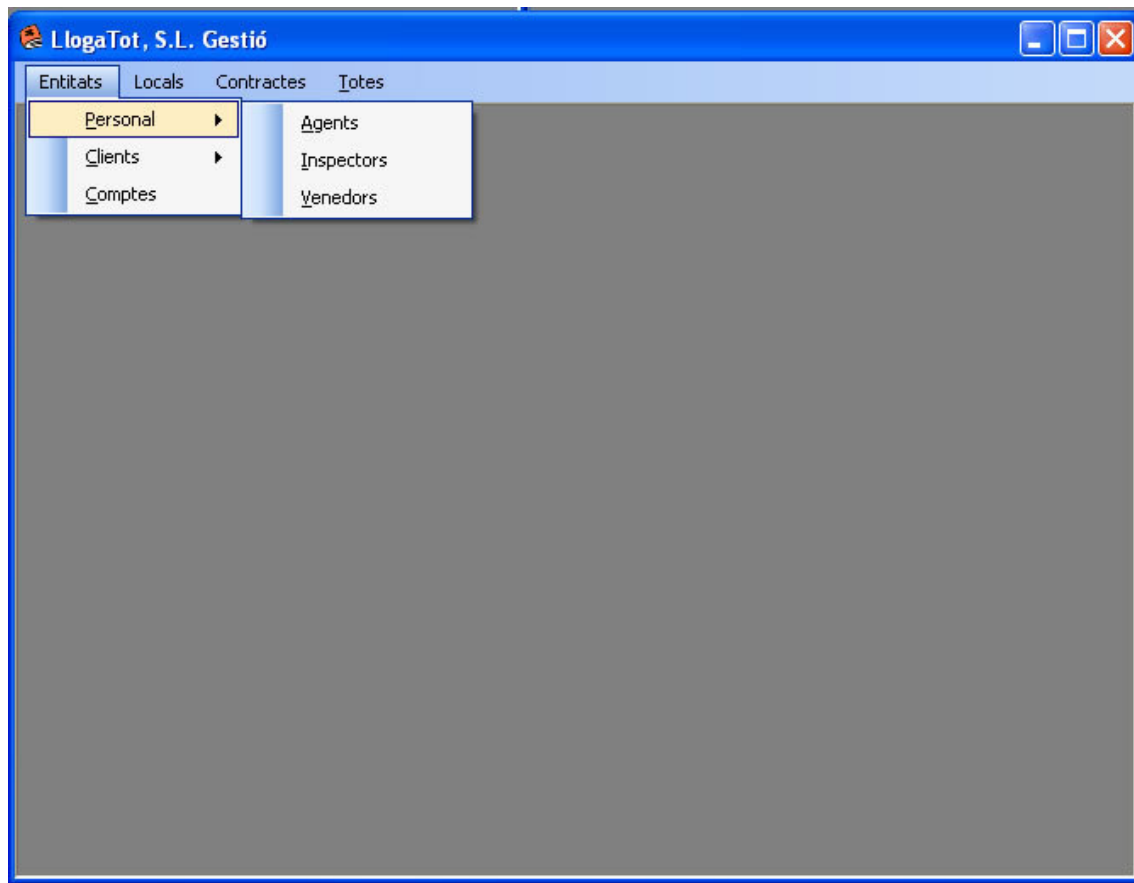 LlogaTot, S.L. Gestió
Entitats Locals Contractes Totes
Personal Agents
Clients Inspectors
Comptes Venedors